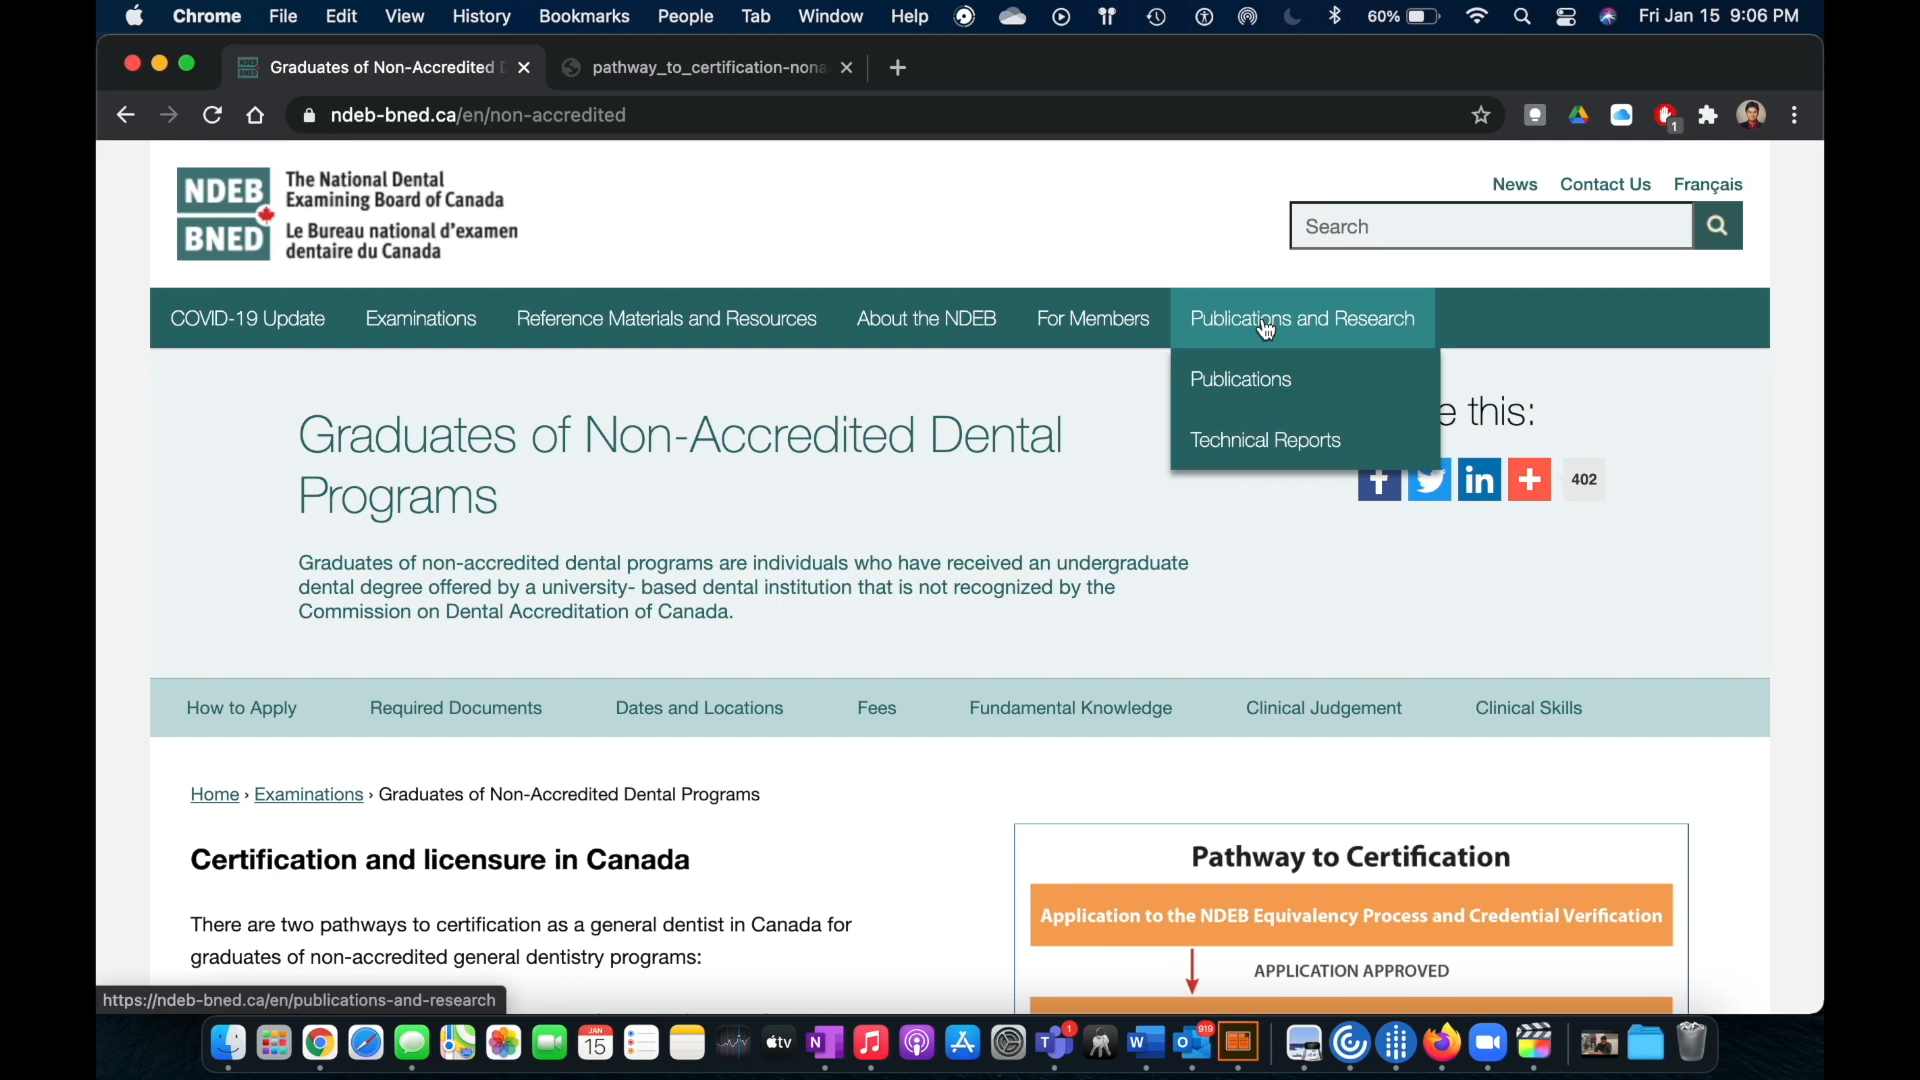 Chrome File Edit View History Bookmarks People Tab Window Help 60% Fri Jan 15 9:06 PM
Graduates of Non-Accredited
pathway_to_certification-nona
ndeb-bned.ca/en/non-accredited
1
NDEB
BNED
The National Dental
Examining Board of Canada
Le Bureau national d'examen
dentaire du Canada
News Contact Us Français
Search
COVID-19 Update Examinations Reference Materials and Resources About the NDEB For Members Publications and Research
Publications
Technical Reports
e this:
402
Graduates of Non-Accredited Dental
Programs
Graduates of non-accredited dental programs are individuals who have received an undergraduate
dental degree offered by a university- based dental institution that is not recognized by the
Commission on Dental Accreditation of Canada.
How to Apply Required Documents Dates and Locations Fees Fundamental Knowledge Clinical Judgement Clinical Skills
Home › Examinations › Graduates of Non-Accredited Dental Programs
Certification and licensure in Canada
There are two pathways to certification as a general dentist in Canada for
graduates of non-accredited general dentistry programs:
Pathway to Certification
Application to the NDEB Equivalency Process and Credential Verification
APPLICATION APPROVED
https://ndeb-bned.ca/en/publications-and-research
JAN
15
tv
N
T
1
W
O
919